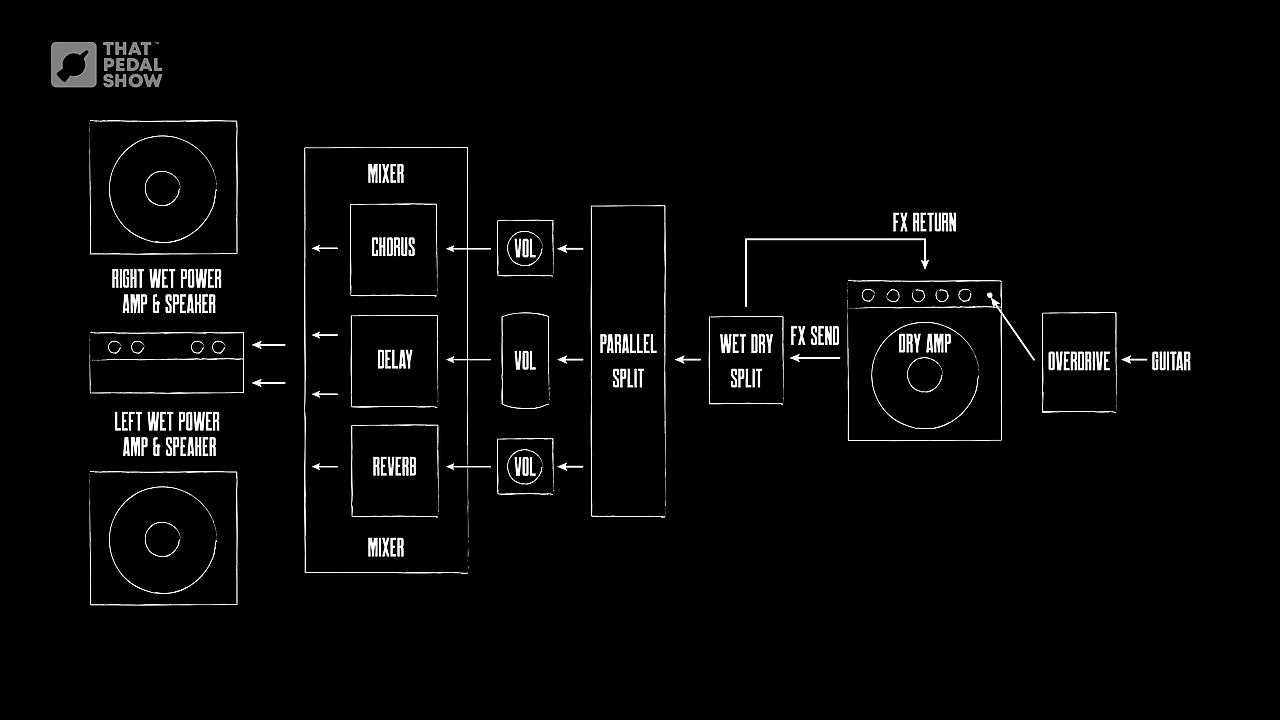 THAT™
PEDAL
SHOW
MIXER
FX RETURN
CHORUS
VOL
RIGHT WET POWER
AMP & SPEAKER
FX SEND
PARALLEL
SPLIT
WET DRY
SPLIT
DRY AMP
DELAY
VOL
OVERDRIVE
GUITAR
LEFT WET POWER
AMP & SPEAKER
REVERB
VOL
MIXER